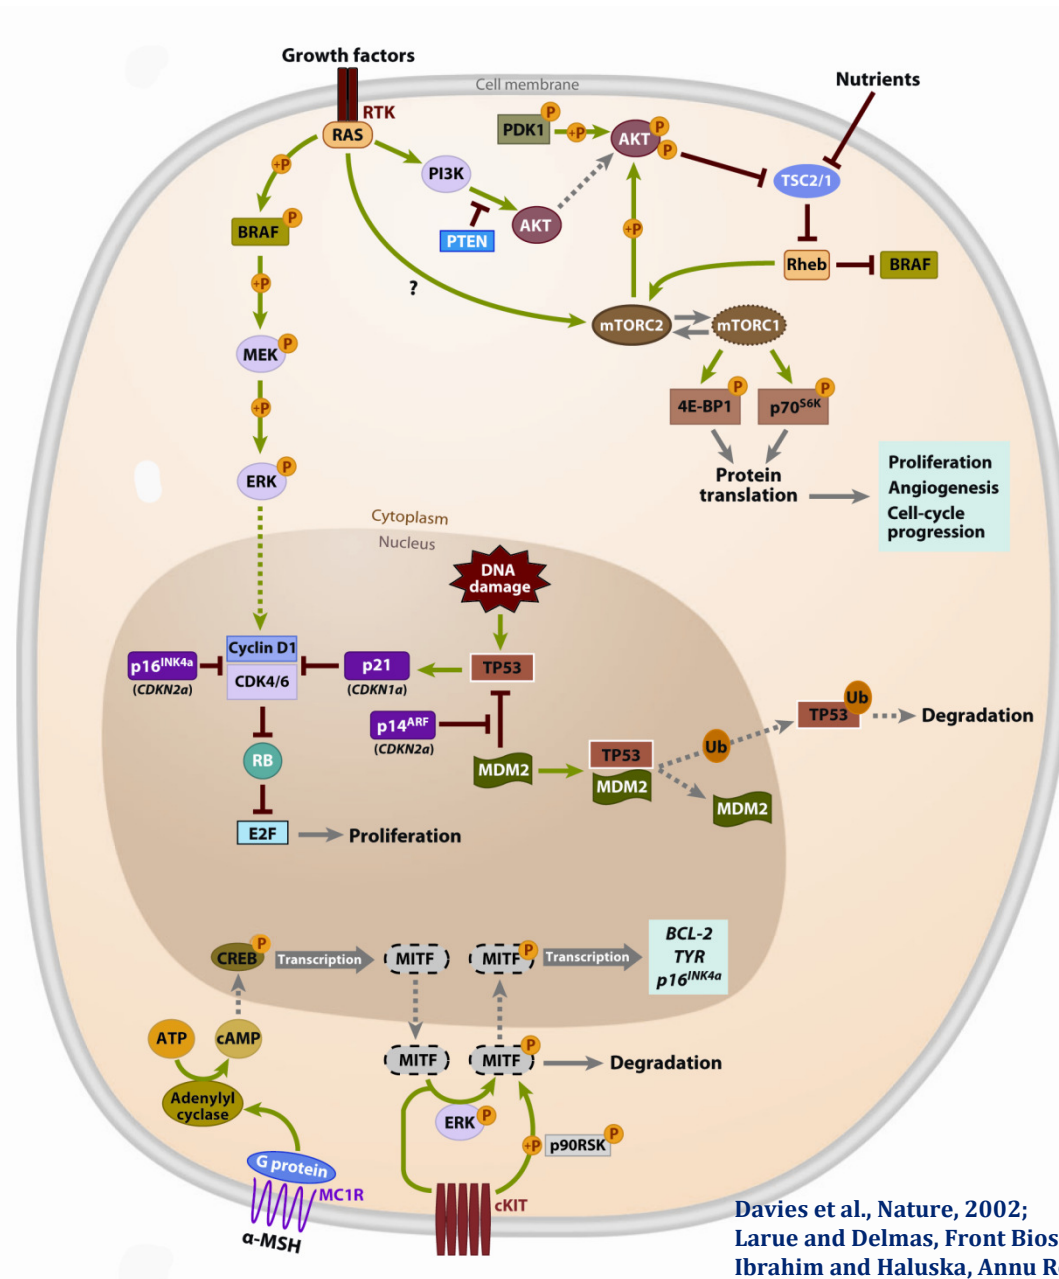 Growth factors
Cell membrane
Nutrients
RTK
RAS
PDK1
P
+P
AKT
P
P
+P
PI3K
TSC2/1
BRAF
P
PTEN
AKT
+P
Rheb
BRAF
+P
?
mTORC2
mTORC1
MEK
P
4E-BP1
P
p70S6K
P
+P
ERK
P
Protein
translation
Proliferation
Angiogenesis
Cell-cycle
progression
Cytoplasm
Nucleus
DNA
damage
p16INK4a
(CDKN2a)
Cyclin D1
CDK4/6
p21
(CDKN1a)
TP53
p14ARF
(CDKN2a)
TP53
Ub
Degradation
Ub
RB
MDM2
TP53
MDM2
MDM2
E2F
Proliferation
CREB
P
Transcription
MITF
MITF
P
Transcription
BCL-2
TYR
p16INK4a
ATP
cAMP
MITF
MITF
P
Degradation
Adenylyl
cyclase
ERK
P
+P
p90RSK
P
G protein
MC1R
α-MSH
cKIT
Davies et al., Nature, 2002;
Larue and Delmas, Front Bios
Ibrahim and Haluska, Annu R